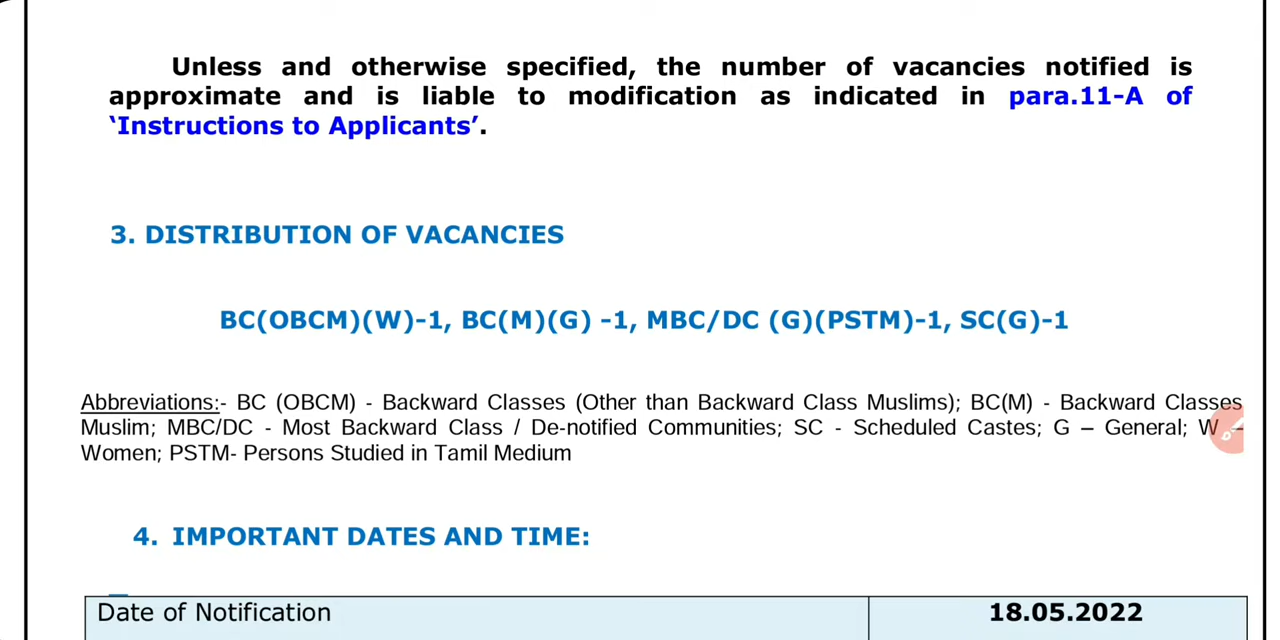 Unless and otherwise specified, the number of vacancies notified is
approximate and is liable to modification as indicated in para.11-A of
‘Instructions to Applicants’.
3. DISTRIBUTION OF VACANCIES
BC(OBCM)(W)-1, BC(M)(G) -1, MBC/DC (G)(PSTM)-1, SC(G)-1
Abbreviations:- BC (OBCM) - Backward Classes (Other than Backward Class Muslims); BC(M) - Backward Classes
Muslim; MBC/DC - Most Backward Class / De-notified Communities; SC - Scheduled Castes; G – General; W –
Women; PSTM- Persons Studied in Tamil Medium
4. IMPORTANT DATES AND TIME:
Date of Notification 18.05.2022